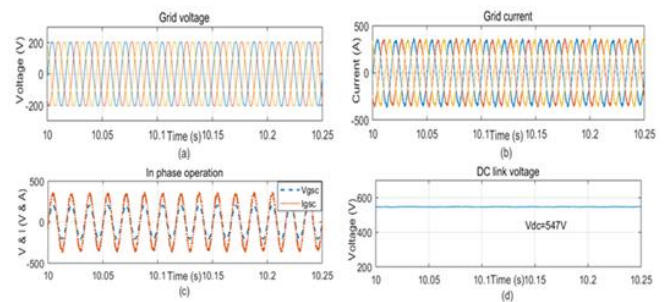 Grid voltage
Voltage (V)
200
0
-200
10 10.05 10.1 Time (s) 10.15 10.2 10.25
(a)
Grid current
Current (A)
500
0
-500
10 10.05 10.1 Time (s) 10.15 10.2 10.25
(b)
In phase operation
V & I (V & A)
500
0
-500
Vgsc
Igsc
10 10.05 10.1 Time (s) 10.15 10.2 10.25
(c)
DC link voltage
Voltage (V)
600
400
200
Vdc=547V
10 10.05 10.1 Time (s) 10.15 10.2 10.25
(d)